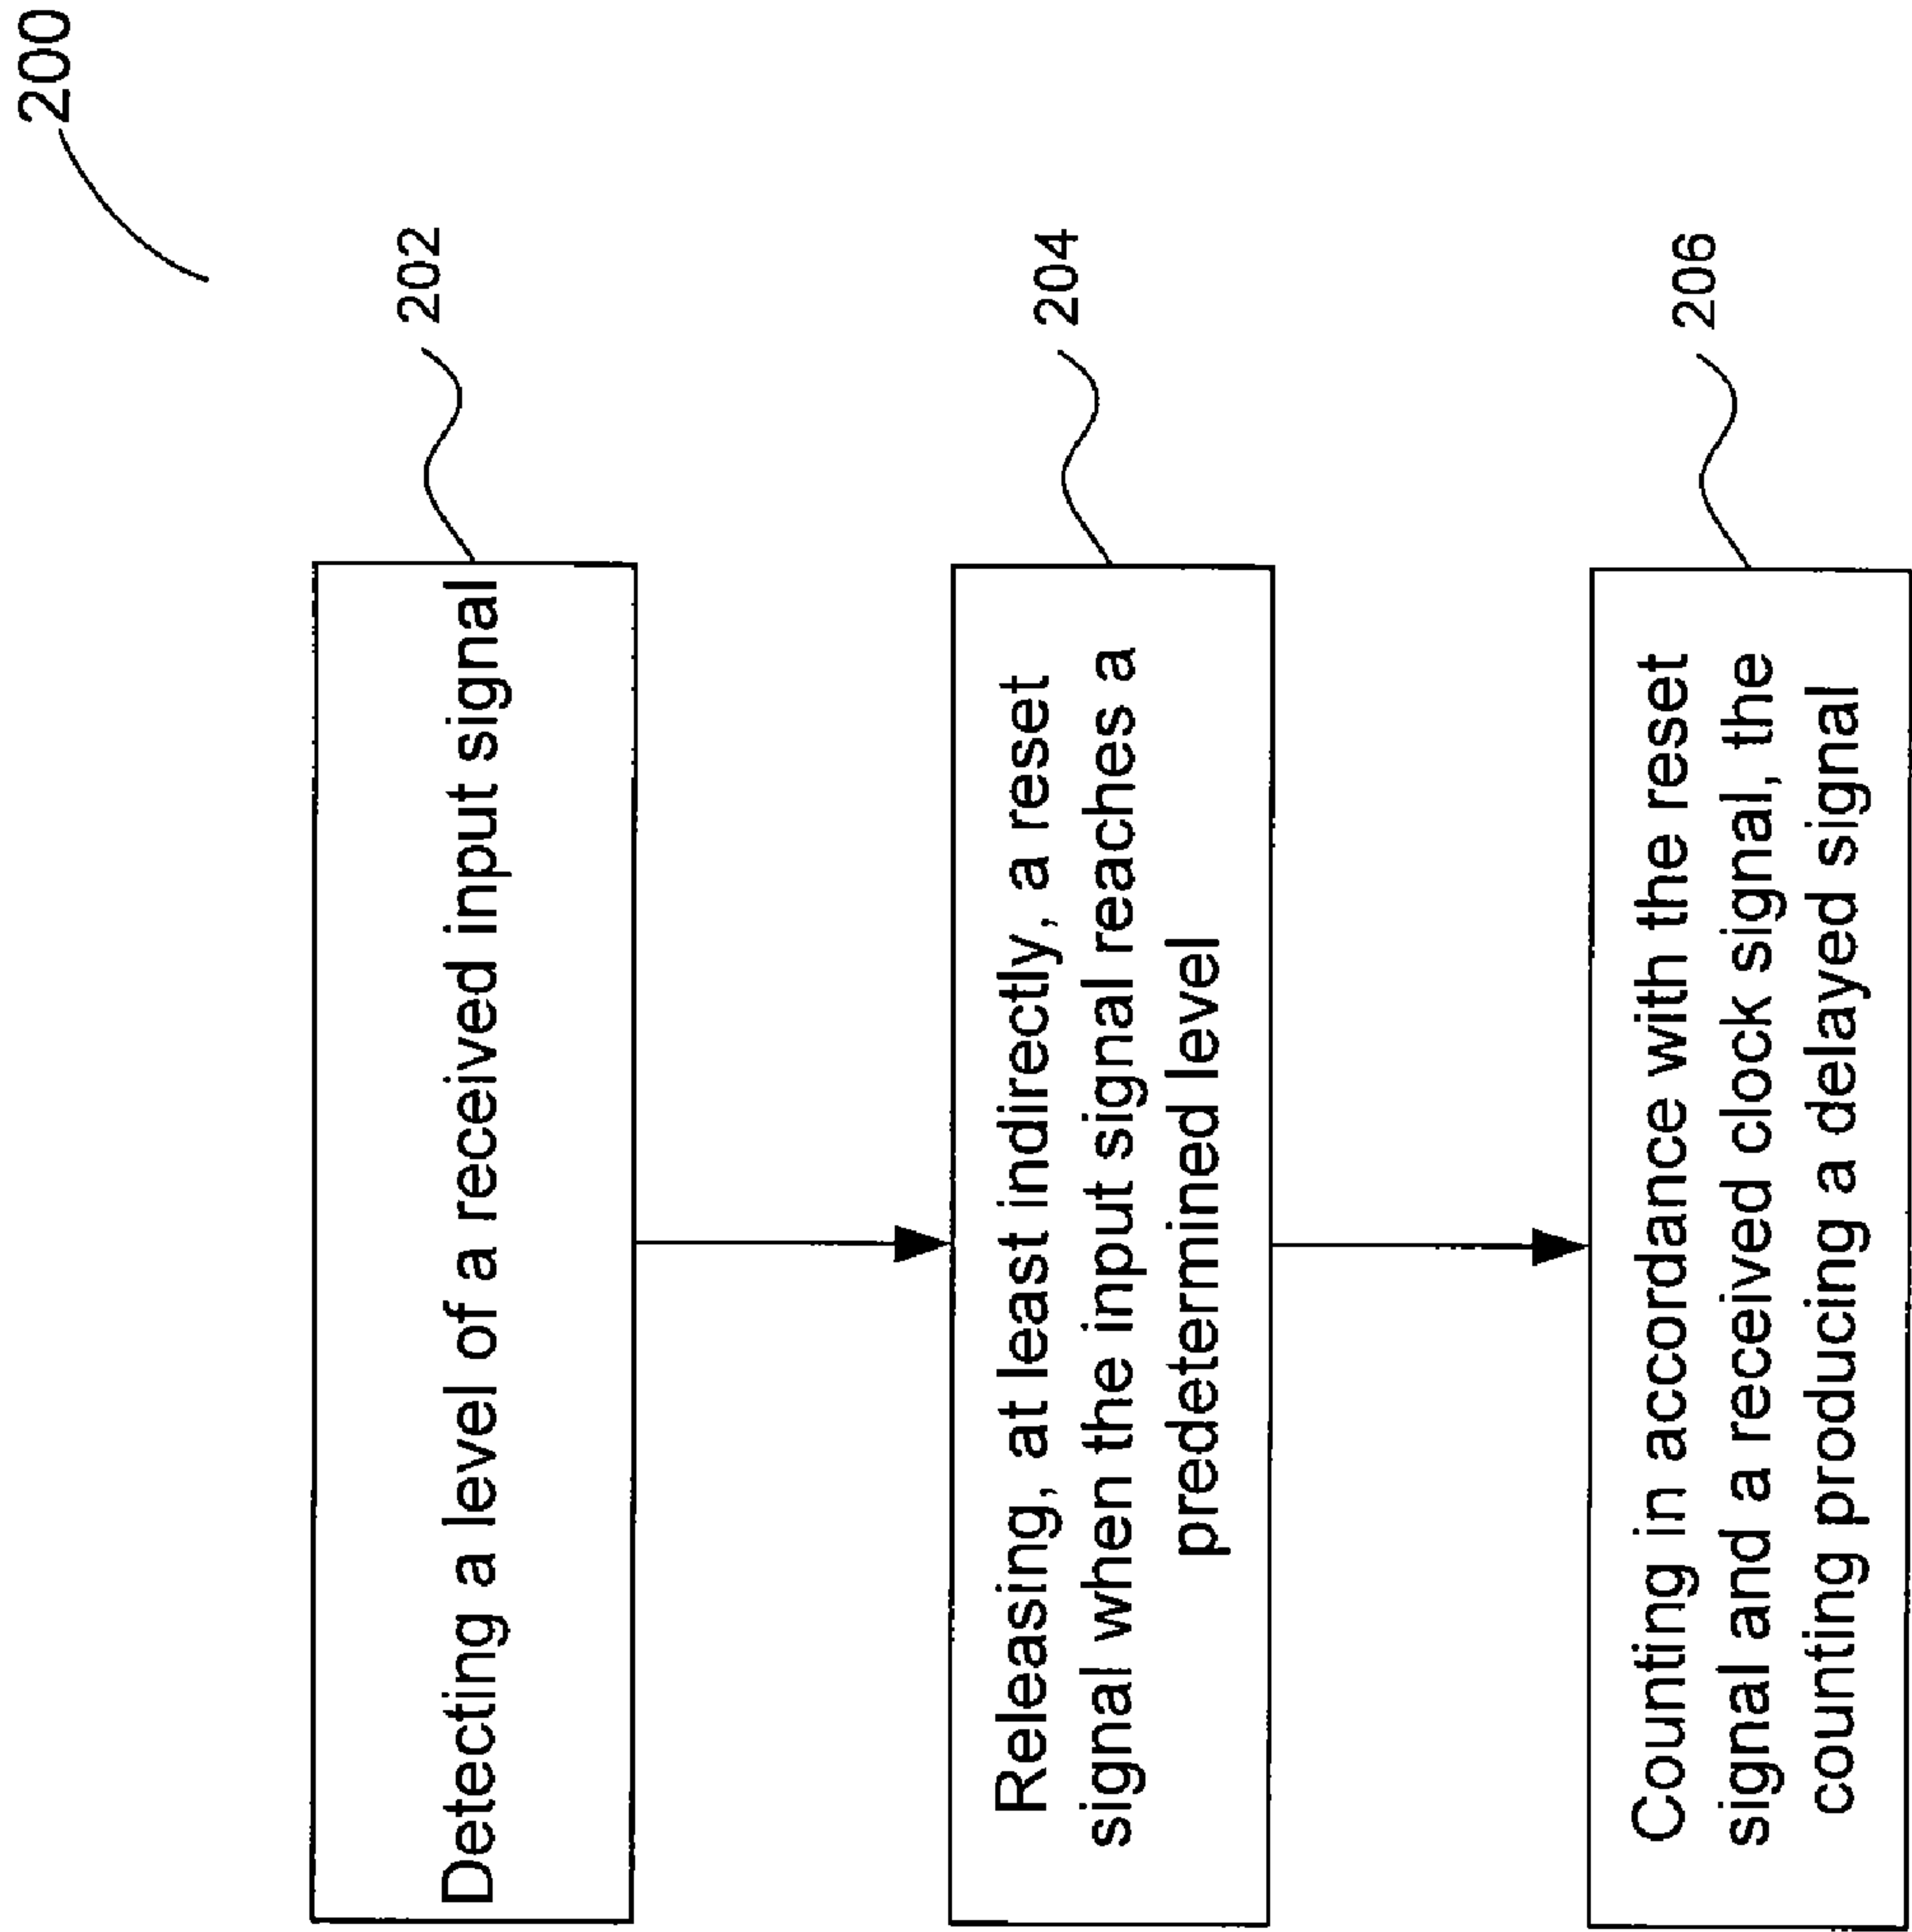 200
Detecting a level of a received input signal
202
Releasing, at least indirectly, a reset
signal when the input signal reaches a
predetermined level
204
Counting in accordance with the reset
signal and a received clock signal, the
counting producing a delayed signal
206